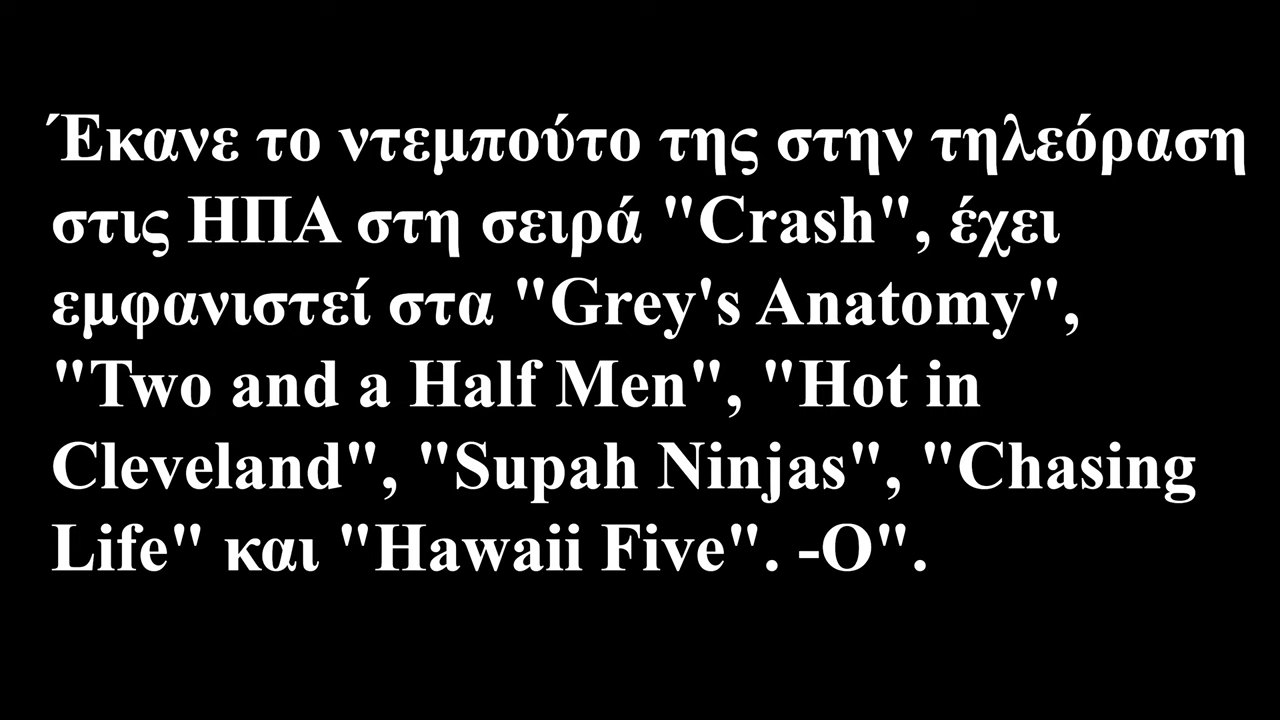 Έκανε το ντεμπούτο της στην τηλεόραση
στις ΗΠΑ στη σειρά "Crash", έχει
εμφανιστεί στα "Grey's Anatomy",
"Two and a Half Men", "Hot in
Cleveland", "Supah Ninjas", "Chasing
Life" και "Hawaii Five". -O".